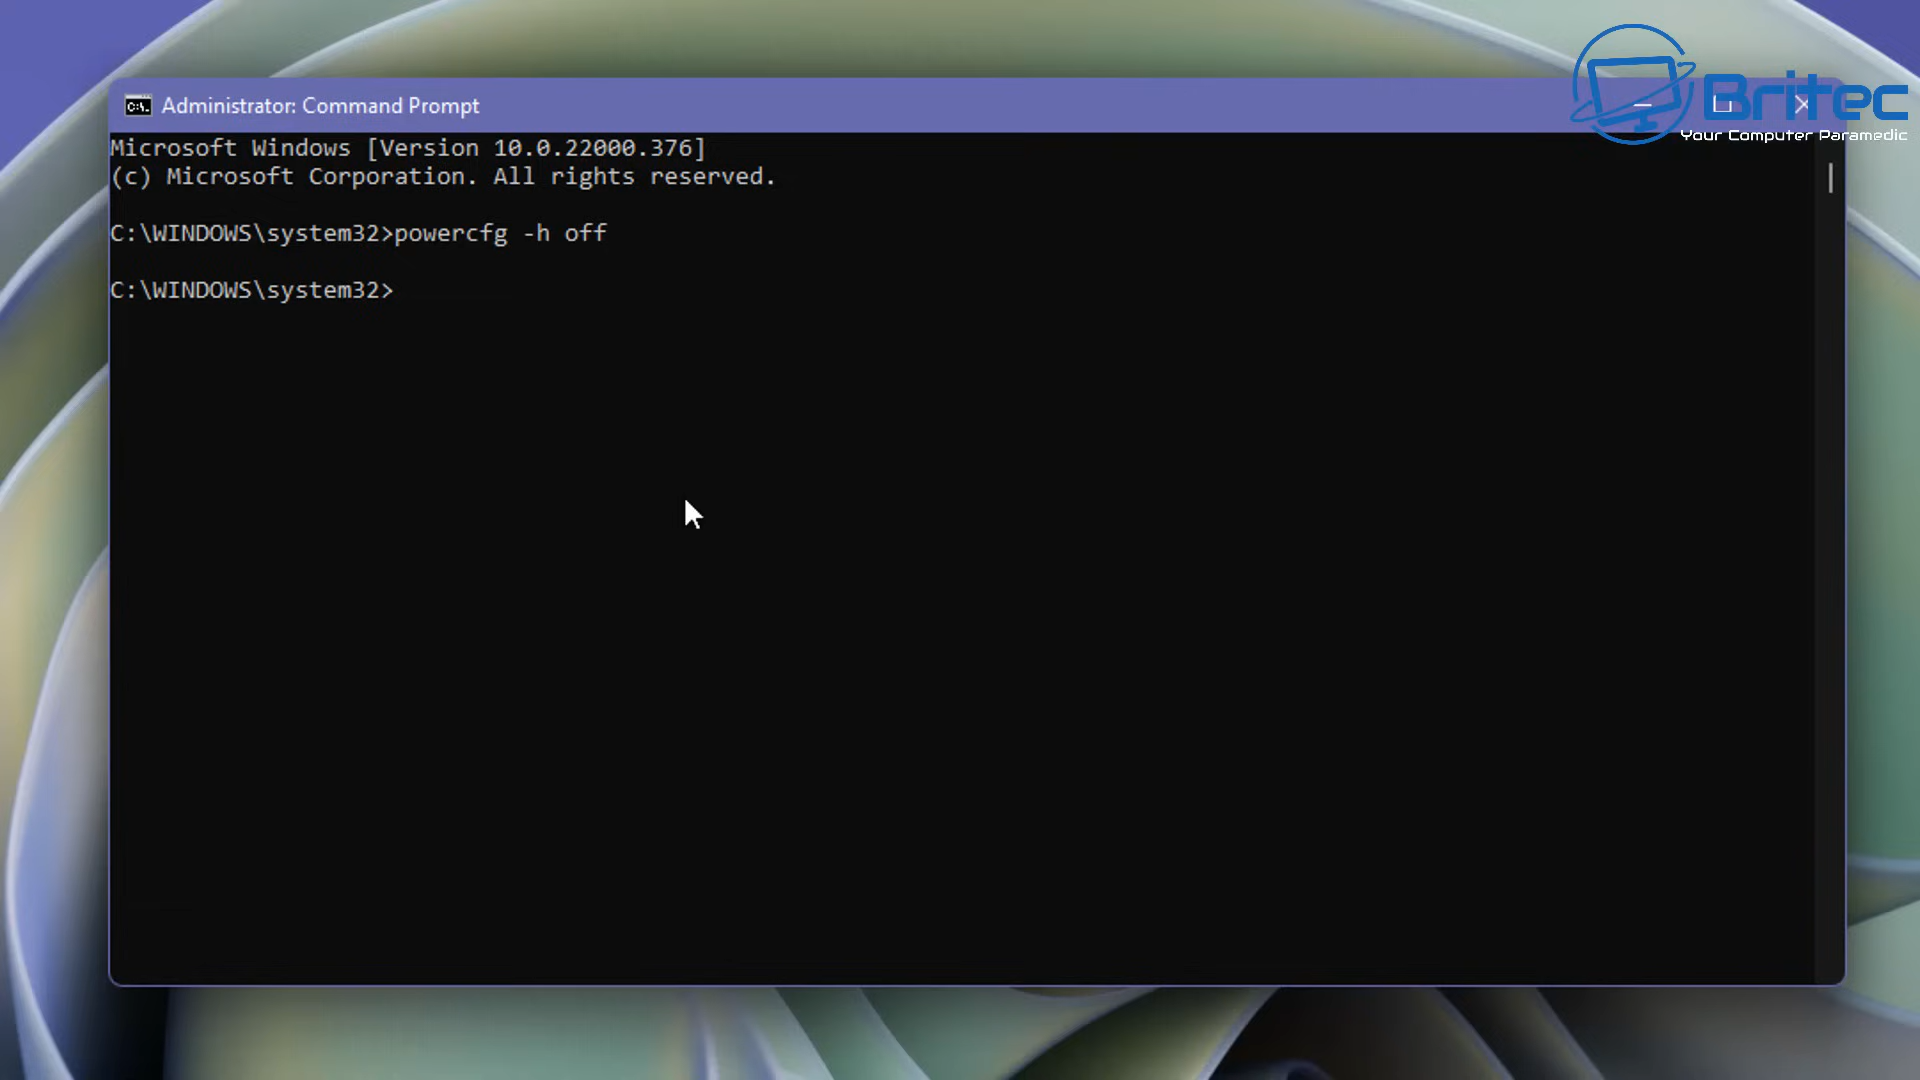 Britec
Your Computer Paramedic
C:\. Administrator: Command Prompt
Microsoft Windows [Version 10.0.22000.376]
(c) Microsoft Corporation. All rights reserved.
C:\WINDOWS\system32>powercfg -h off
C:\WINDOWS\system32>